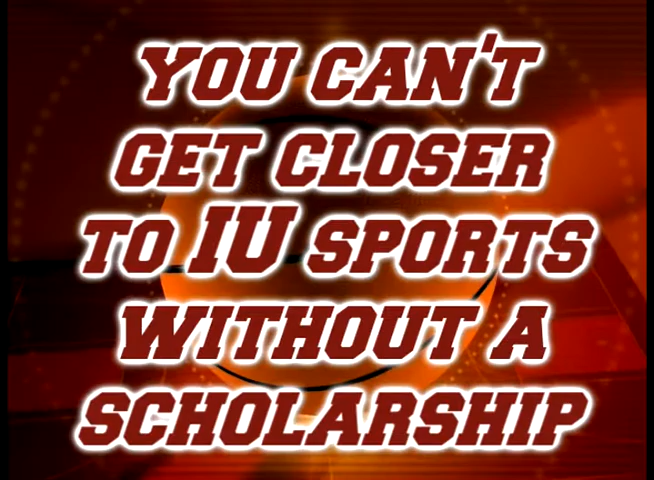 YOU CAN'T
GET CLOSER
TO IU SPORTS
WITHOUT A
SCHOLARSHIP